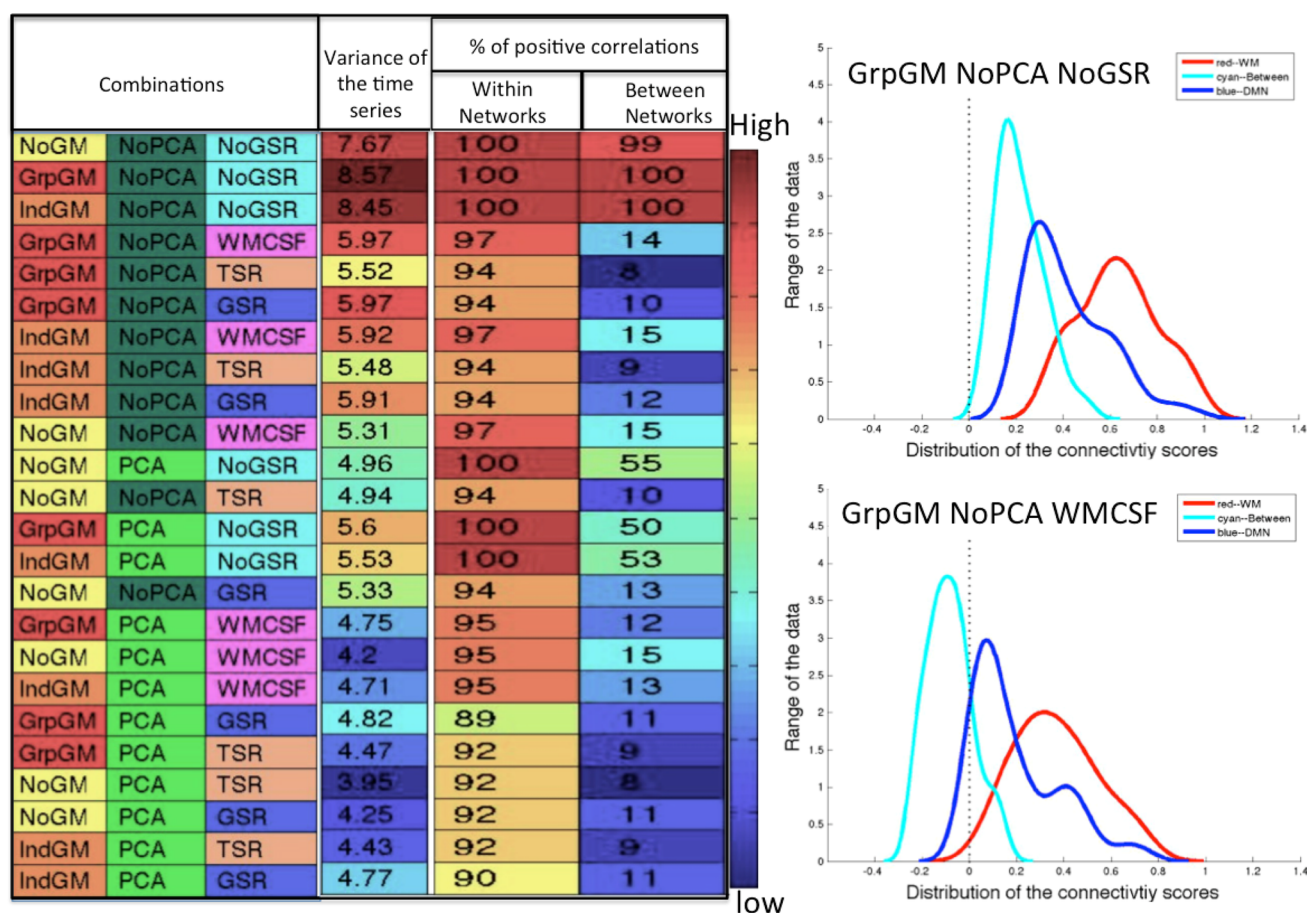 Combinations
Variance of the time series
% of positive correlations
Within Networks
Between Networks
NoGM NoPCA NoGSR 7.67 100 99
GrpGM NoPCA NoGSR 8.57 100 100
IndGM NoPCA NoGSR 8.45 100 100
GrpGM NoPCA WMCSF 5.97 97 14
GrpGM NoPCA TSR 5.52 94 8
GrpGM NoPCA GSR 5.97 94 10
IndGM NoPCA WMCSF 5.92 97 15
IndGM NoPCA TSR 5.48 94 9
IndGM NoPCA GSR 5.91 94 12
NoGM NoPCA WMCSF 5.31 97 15
NoGM PCA NoGSR 4.96 100 55
NoGM NoPCA TSR 4.94 94 10
GrpGM PCA NoGSR 5.6 100 50
IndGM PCA NoGSR 5.53 100 53
NoGM NoPCA GSR 5.33 94 13
GrpGM PCA WMCSF 4.75 95 12
NoGM PCA WMCSF 4.2 95 15
IndGM PCA WMCSF 4.71 95 13
GrpGM PCA GSR 4.82 89 11
GrpGM PCA TSR 4.47 92 9
NoGM PCA TSR 3.95 92 8
NoGM PCA GSR 4.25 92 11
IndGM PCA TSR 4.43 92 9
IndGM PCA GSR 4.77 90 11
High
low
GrpGM NoPCA NoGSR
red--WM
cyan--Between
blue--DMN
Range of the data
5
4.5
4
3.5
3
2.5
2
1.5
1
0.5
0
-0.4 -0.2 0 0.2 0.4 0.6 0.8 1 1.2 1.4
Distribution of the connectivtiy scores
GrpGM NoPCA WMCSF
red--WM
cyan--Between
blue--DMN
Range of the data
5
4.5
4
3.5
3
2.5
2
1.5
1
0.5
0
-0.6 -0.4 -0.2 0 0.2 0.4 0.6 0.8 1 1.2 1.4
Distribution of the connectivtiy scores